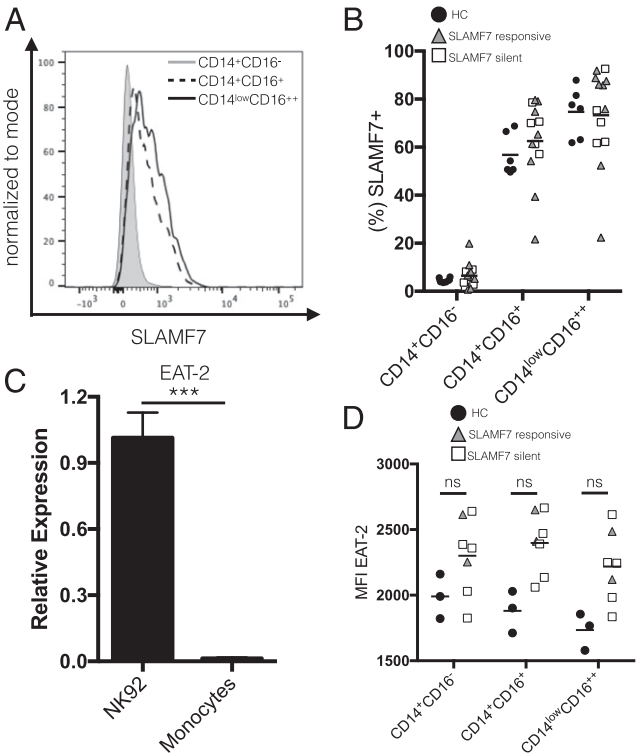 A
CD14+CD16-
CD14+CD16+
CD14lowCD16++
normalized to mode
100
80
60
40
20
0
-10³
0
10³
10⁴
10⁵
SLAMF7
B
HC
SLAMF7 responsive
SLAMF7 silent
(%) SLAMF7+
100
80
60
40
20
0
CD14+CD16-
CD14+CD16+
CD14lowCD16++
C
EAT-2
***
Relative Expression
1.2
0.9
0.6
0.3
0.0
NK92
Monocytes
D
HC
SLAMF7 responsive
SLAMF7 silent
MFI EAT-2
3000
2500
2000
1500
ns
ns
ns
CD14+CD16-
CD14+CD16+
CD14lowCD16++